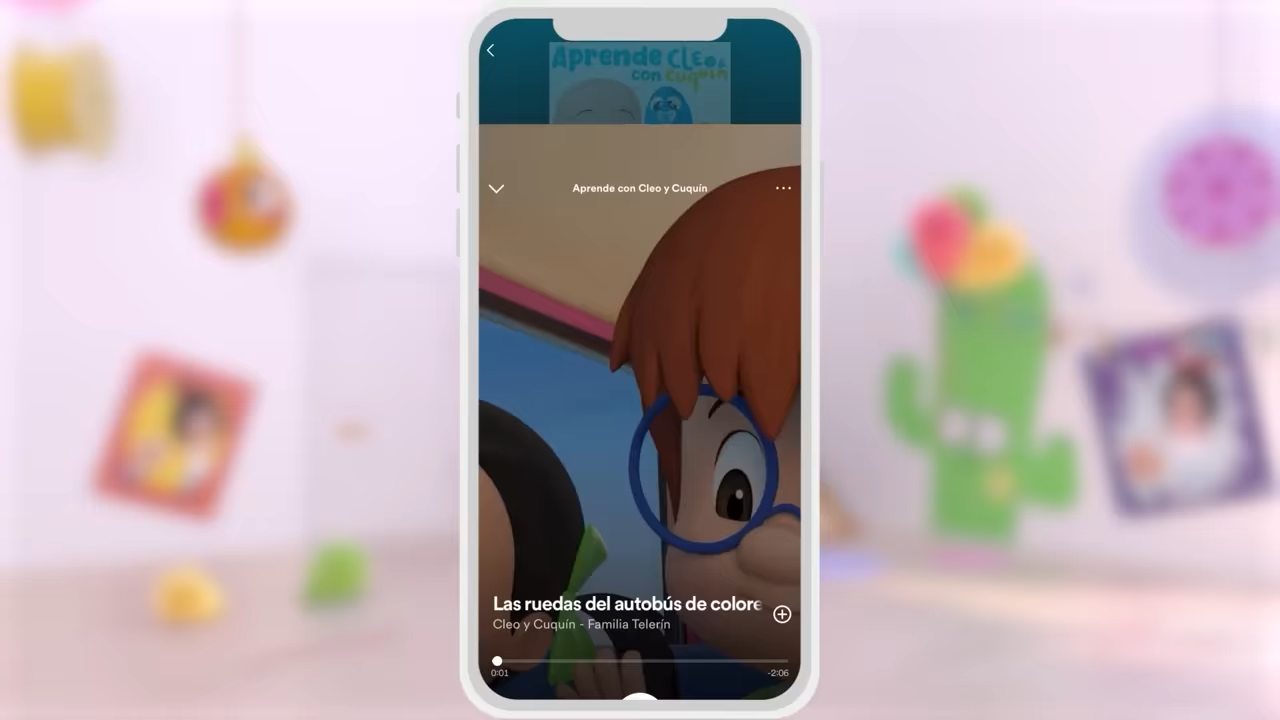 Aprende Cleo &
con Cuquín
Aprende con Cleo y Cuquín
Las ruedas del autobús de colore
Cleo y Cuquín - Familia Telerín
0:01
-2:06